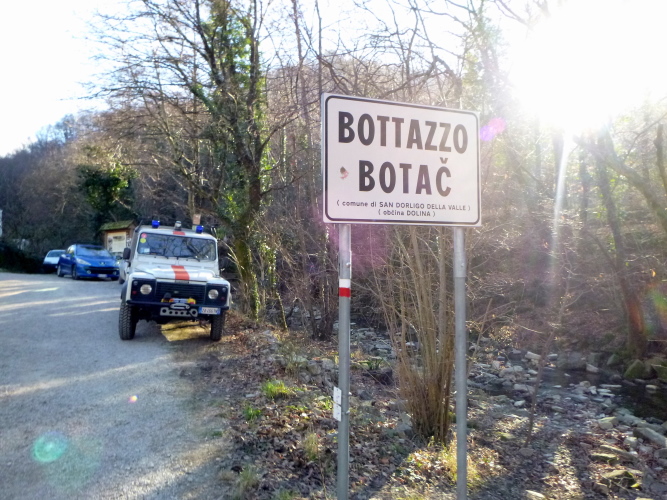 BOTTAZZO
BOTAČ
( comune di SAN DORLIGO DELLA VALLE )
( občina DOLINA )